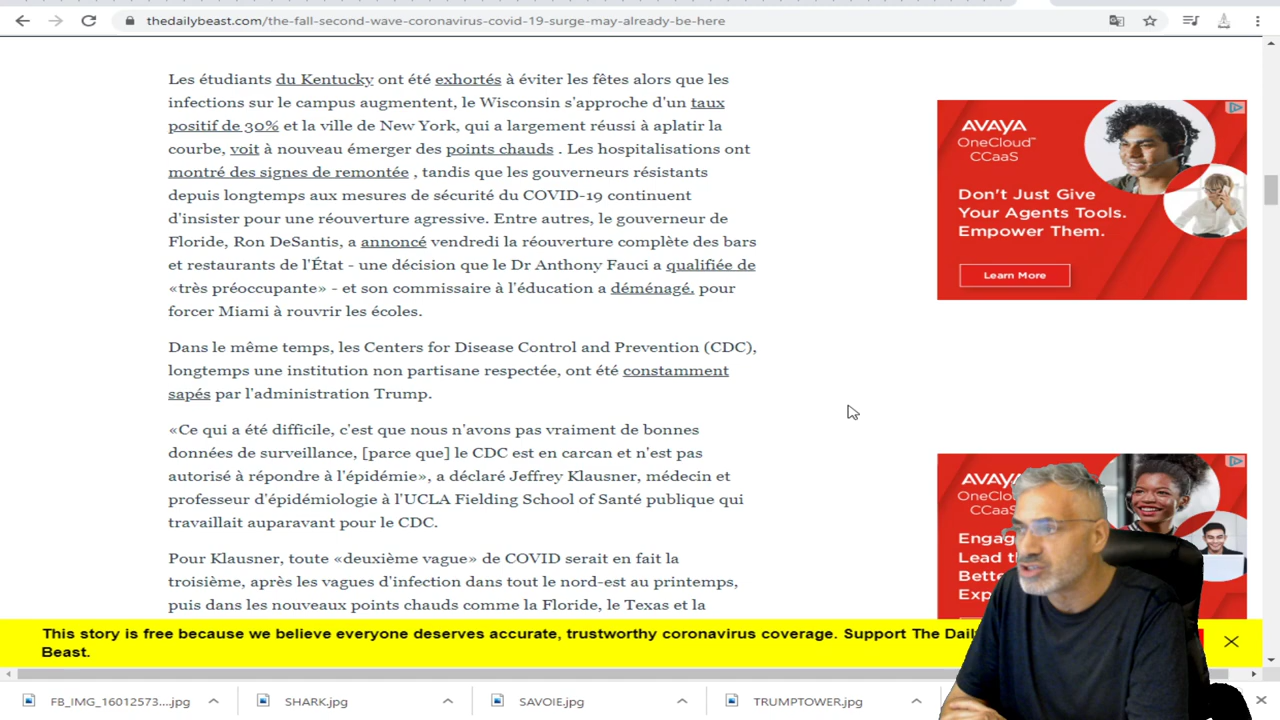 thedailybeast.com/the-fall-second-wave-coronavirus-covid-19-surge-may-already-be-here
Les étudiants du Kentucky ont été exhortés à éviter les fêtes alors que les
infections sur le campus augmentent, le Wisconsin s'approche d'un taux
positif de 30% et la ville de New York, qui a largement réussi à aplatir la
courbe, voit à nouveau émerger des points chauds . Les hospitalisations ont
montré des signes de remontée , tandis que les gouverneurs résistants
depuis longtemps aux mesures de sécurité du COVID-19 continuent
d'insister pour une réouverture agressive. Entre autres, le gouverneur de
Floride, Ron DeSantis, a annoncé vendredi la réouverture complète des bars
et restaurants de l'État - une décision que le Dr Anthony Fauci a qualifiée de
«très préoccupante» - et son commissaire à l'éducation a déménagé. pour
forcer Miami à rouvrir les écoles.
Dans le même temps, les Centers for Disease Control and Prevention (CDC),
longtemps une institution non partisane respectée, ont été constamment
sapés par l'administration Trump.
«Ce qui a été difficile, c'est que nous n'avons pas vraiment de bonnes
données de surveillance, [parce que] le CDC est en carcan et n'est pas
autorisé à répondre à l'épidémie», a déclaré Jeffrey Klausner, médecin et
professeur d'épidémiologie à l'UCLA Fielding School of Santé publique qui
travaillait auparavant pour le CDC.
Pour Klausner, toute «deuxième vague» de COVID serait en fait la
troisième, après les vagues d'infection dans tout le nord-est au printemps,
puis dans les nouveaux points chauds comme la Floride, le Texas et la
AVAYA
OneCloud™
CCaaS
Don't Just Give
Your Agents Tools.
Empower Them.
Learn More
AVAYA
CCaaS
This story is free because we believe everyone deserves accurate, trustworthy coronavirus coverage. Support The
Beast.
FB_IMG_16012573....jpg
SHARK.jpg
SAVOIE.jpg
TRUMPTOWER.jpg